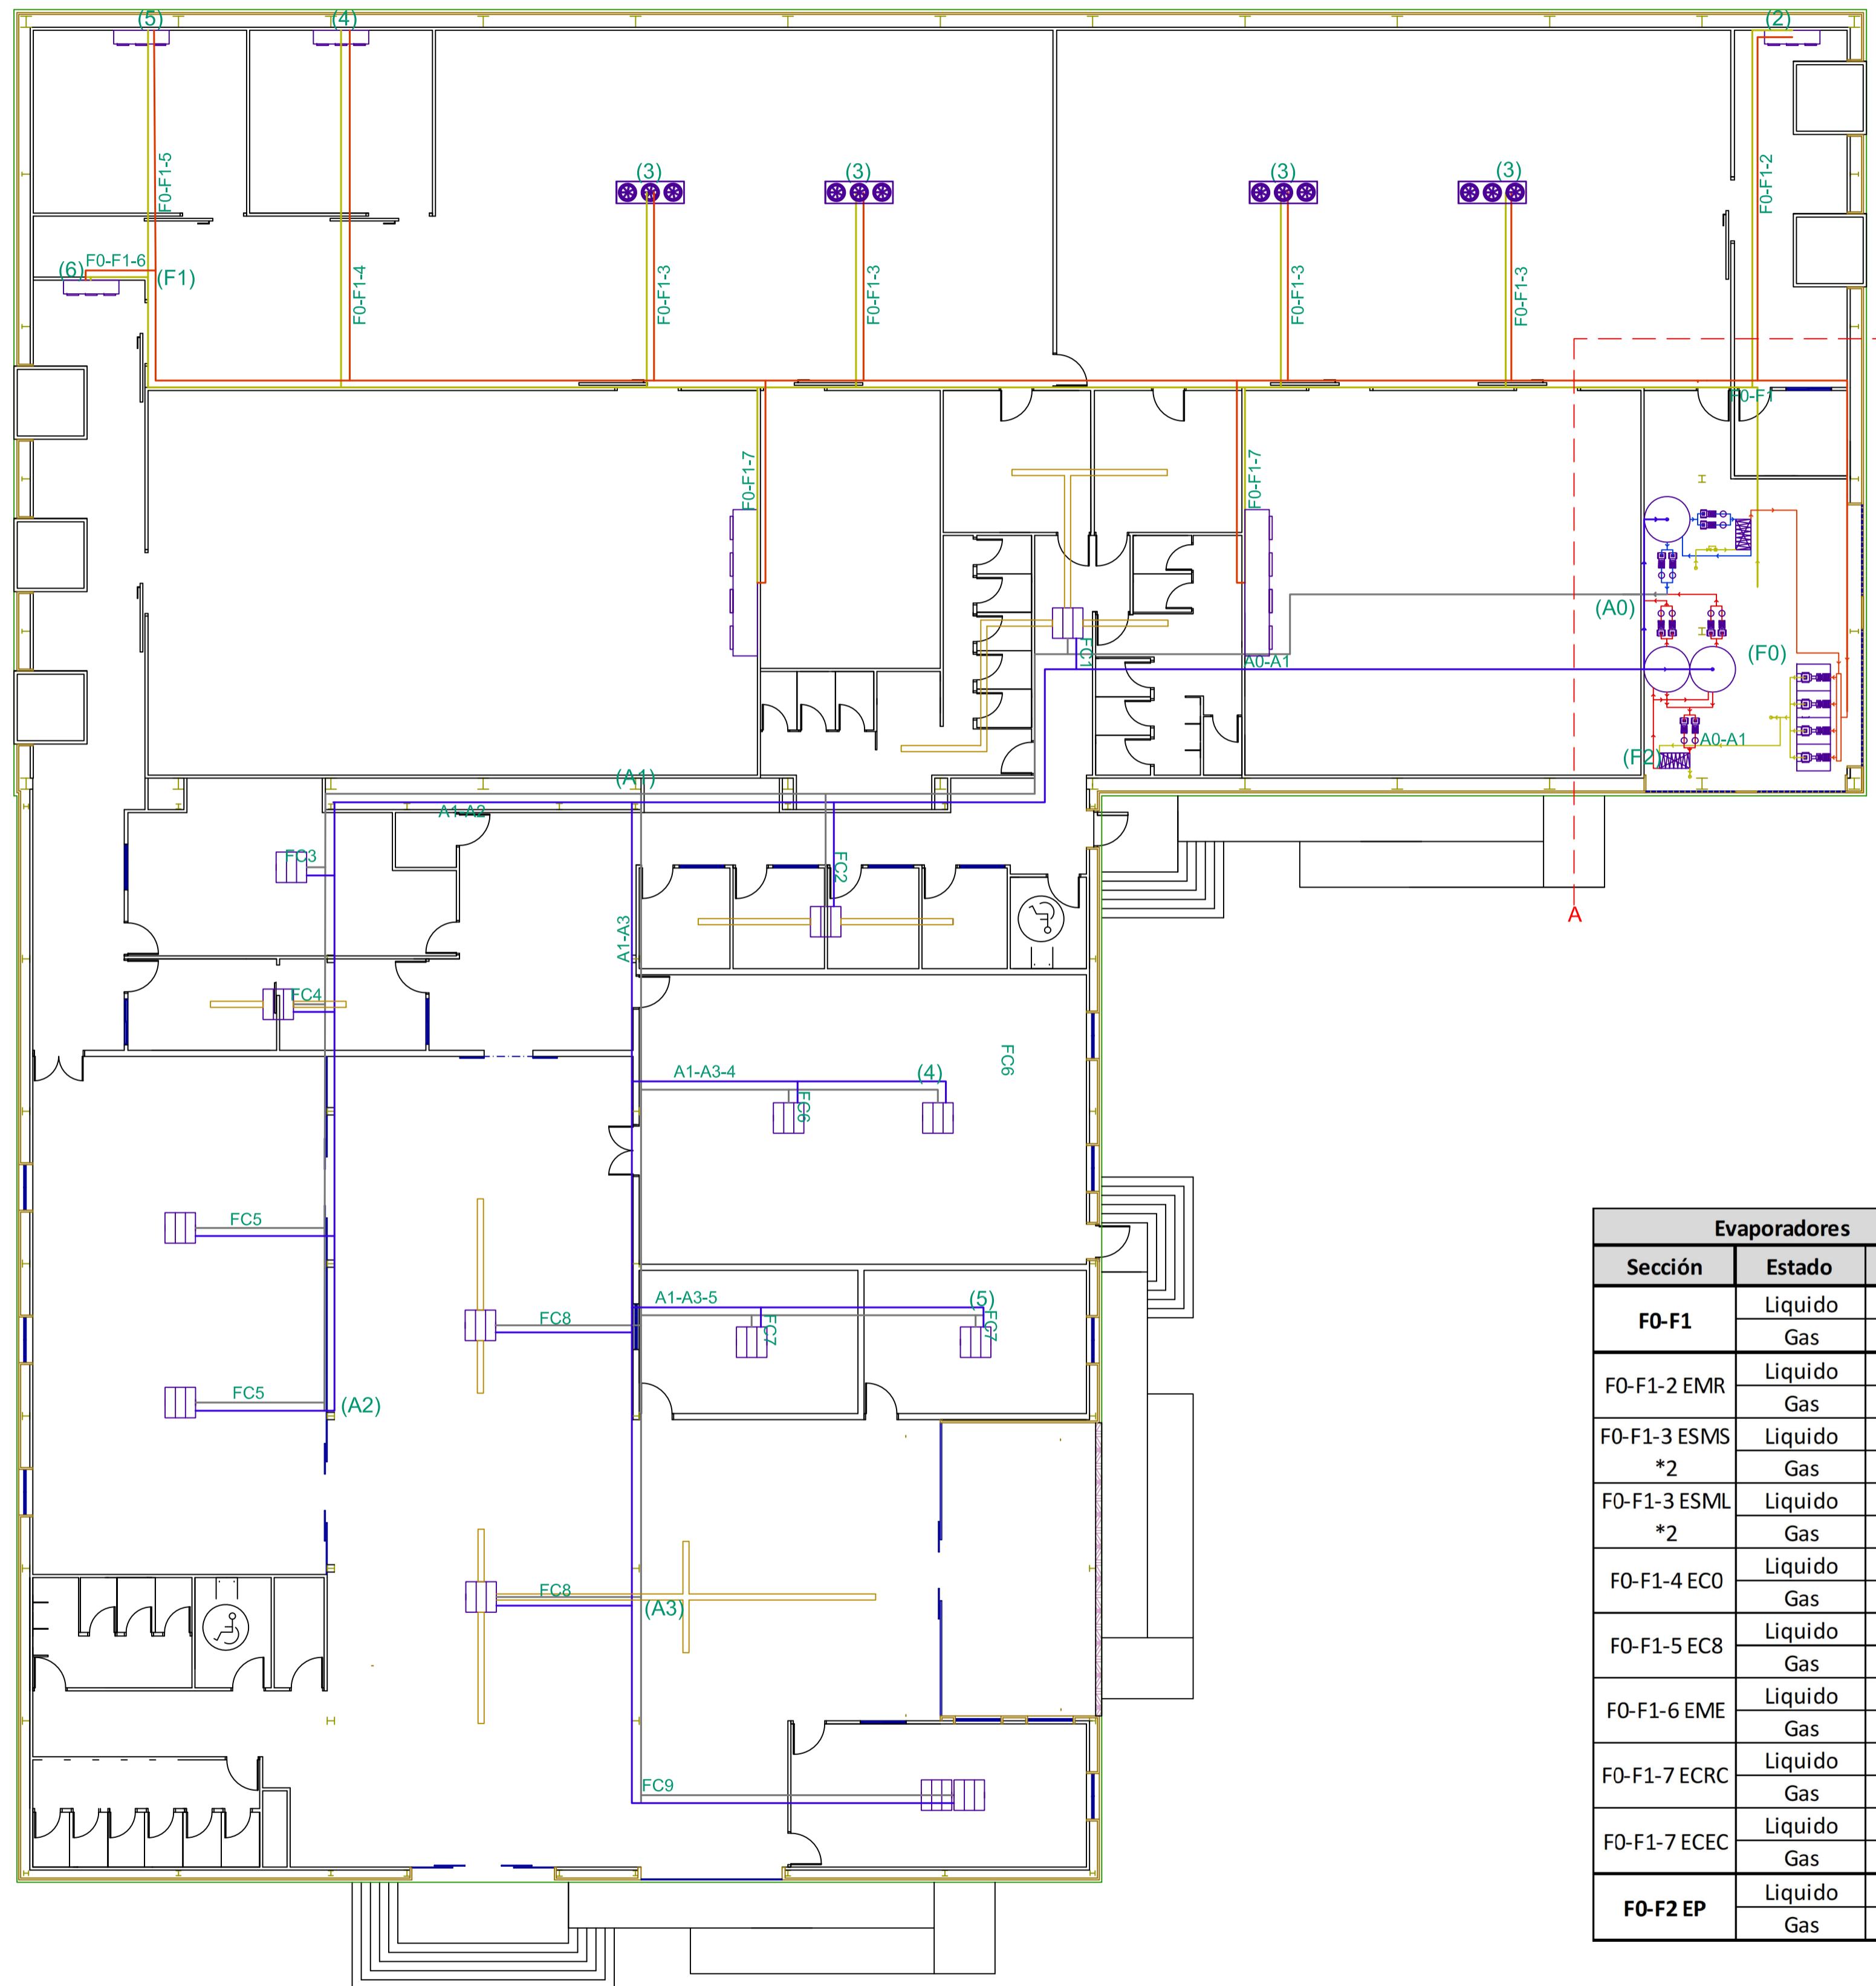 (5)
(4)
(2)
F0-F1-5
(3)
(3)
(3)
(3)
F0-F1-2
(6)
F0-F1-6
(F1)
F0-F1-4
F0-F1-3
F0-F1-3
F0-F1-3
F0-F1-3
F0-F1
F0-F1-7
F0-F1-7
(A0)
FC1
A0-A1
(F0)
A0-A1
(F2)
(A1)
A1-A2
FC3
FC2
A
A1-A3
FC4
A1-A3-4
(4)
FC6
FC6
FC5
A1-A3-5
(5)
FC8
FC7
FC7
FC5
(A2)
FC8
(A3)
FC9
Evaporadores
Sección Estado
F0-F1 Liquido
Gas
F0-F1-2 EMR Liquido
Gas
F0-F1-3 ESMS Liquido
*2 Gas
F0-F1-3 ESML Liquido
*2 Gas
F0-F1-4 EC0 Liquido
Gas
F0-F1-5 EC8 Liquido
Gas
F0-F1-6 EME Liquido
Gas
F0-F1-7 ECRC Liquido
Gas
F0-F1-7 ECEC Liquido
Gas
F0-F2 EP Liquido
Gas